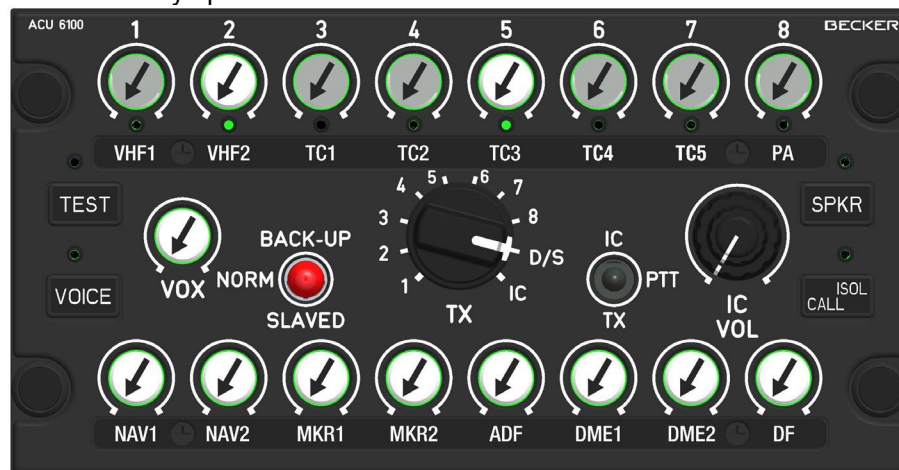 ACU 6100
1 2 3 4 5 6 7 8
BECKER
VHF1 VHF2 TC1 TC2 TC3 TC4 TC5 PA
TEST
VOICE
VOX
BACK-UP
NORM
SLAVED
1 2 3 4 5 6 7 8 D/S IC
TX
IC
PTT
TX
IC
VOL
SPKR
ISOL
CALL
NAV1 NAV2 MKR1 MKR2 ADF DME1 DME2 DF